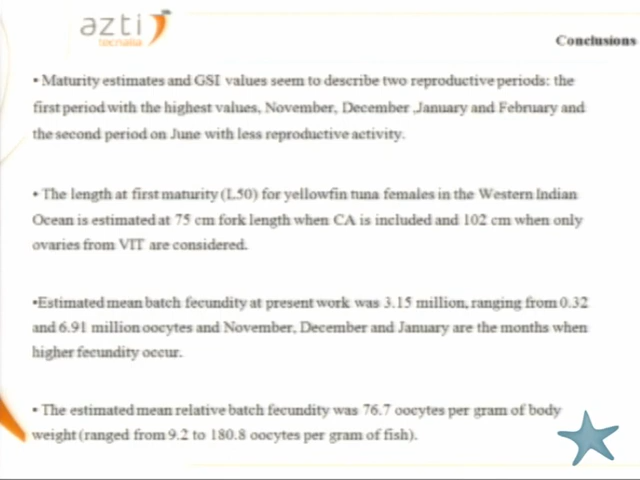 azti
tecnalia
Conclusions
• Maturity estimates and GSI values seem to describe two reproductive periods: the
first period with the highest values, November, December ,January and February and
the second period on June with less reproductive activity.
• The length at first maturity (L50) for yellowfin tuna females in the Western Indian
Ocean is estimated at 75 cm fork length when CA is included and 102 cm when only
ovaries from VIT are considered.
•Estimated mean batch fecundity at present work was 3.15 million, ranging from 0.32
and 6.91 million oocytes and November, December and January are the months when
higher fecundity occur.
• The estimated mean relative batch fecundity was 76.7 oocytes per gram of body
weight (ranged from 9.2 to 180.8 oocytes per gram of fish).